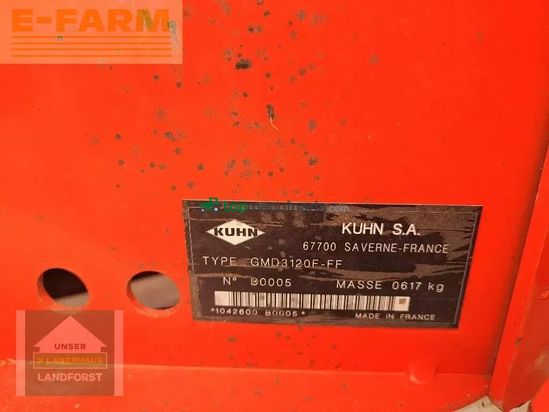 E-FARM
KUHN
KUHN S.A.
67700 SAVERNE-FRANCE
TYPE GMD3120F-FF
N° B0005 MASSE 0617 kg
*1042600 B0005*
MADE IN FRANCE
UNSER
X LAGERHAUS
LANDFORST